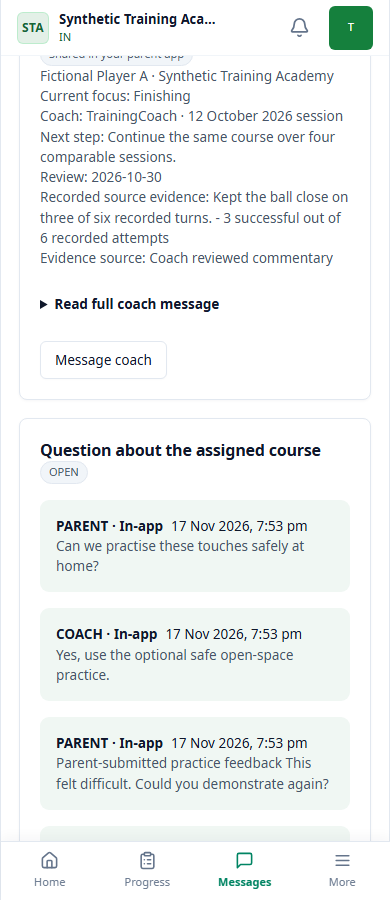 STA
Synthetic Training Aca...
IN
T
Shared in your parent app
Fictional Player A · Synthetic Training Academy
Current focus: Finishing
Coach: TrainingCoach · 12 October 2026 session
Next step: Continue the same course over four
comparable sessions.
Review: 2026-10-30
Recorded source evidence: Kept the ball close on
three of six recorded turns. - 3 successful out of
6 recorded attempts
Evidence source: Coach reviewed commentary
Read full coach message
Message coach
Question about the assigned course
OPEN
PARENT · In-app 17 Nov 2026, 7:53 pm
Can we practise these touches safely at
home?
COACH · In-app 17 Nov 2026, 7:53 pm
Yes, use the optional safe open-space
practice.
PARENT · In-app 17 Nov 2026, 7:53 pm
Parent-submitted practice feedback This
felt difficult. Could you demonstrate again?
Home
Progress
Messages
More